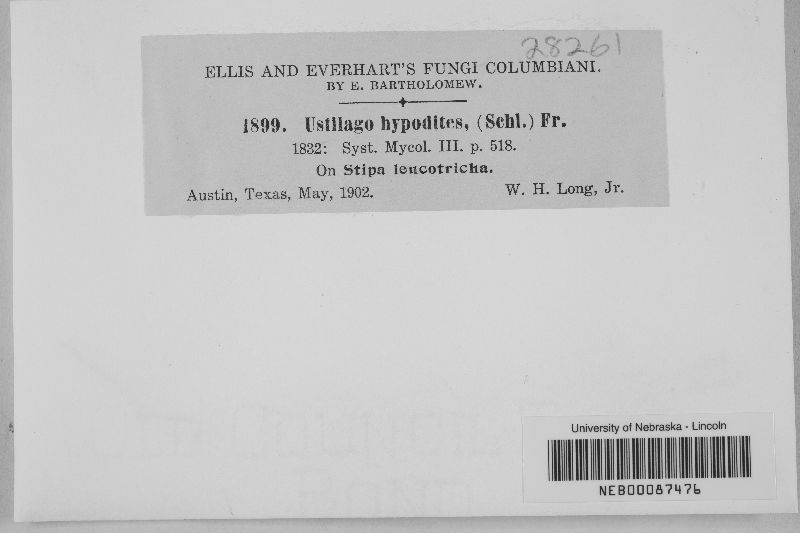 28261
ELLIS AND EVERHART'S FUNGI COLUMBIANI.
BY E. BARTHOLOMEW.
1899. Ustilago hypodites, (Schl.) Fr.
1832: Syst. Mycol. III. p. 518.
On Stipa leucotricha.
Austin, Texas, May, 1902. W. H. Long, Jr.
University of Nebraska - Lincoln
NEB00087476